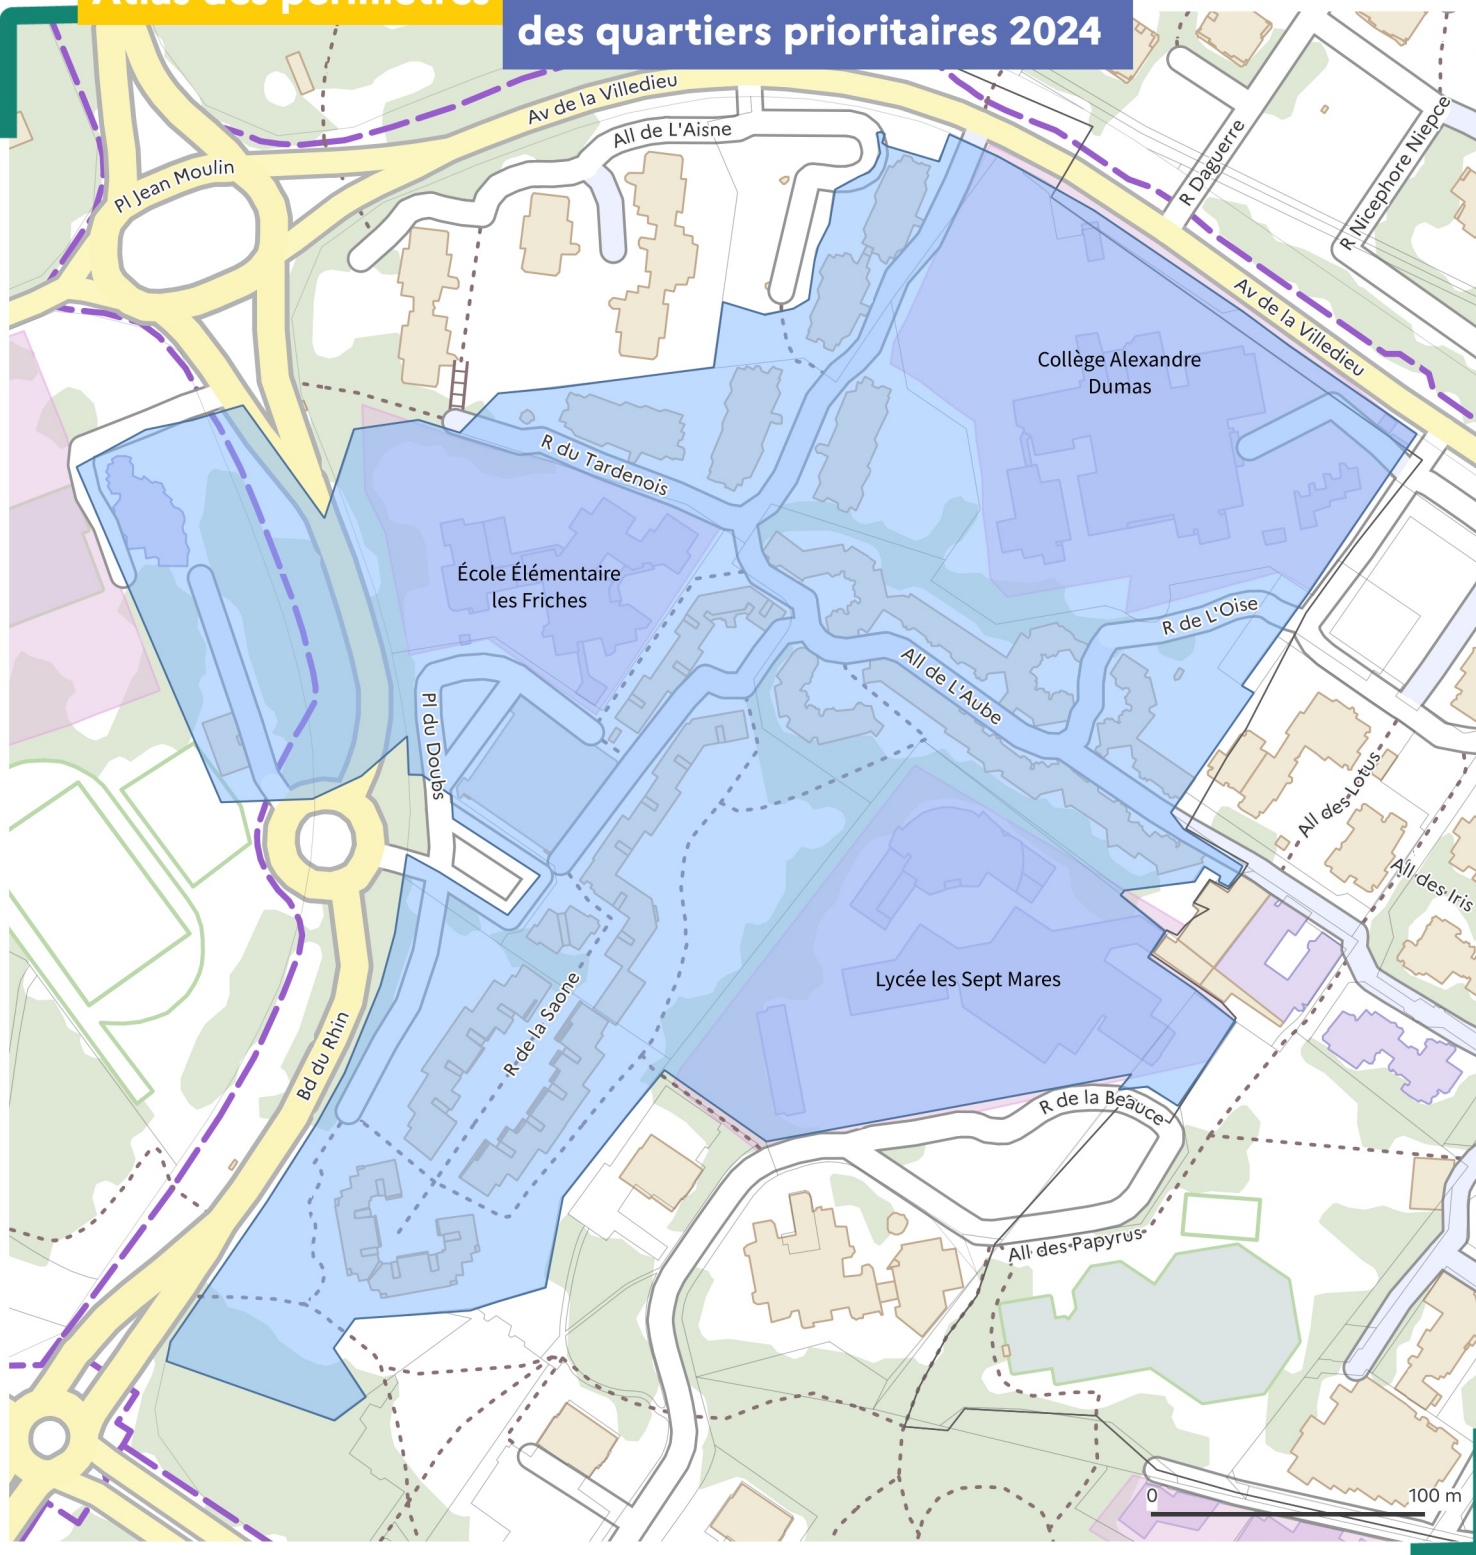 Atlas des périmètres
des quartiers prioritaires 2024
Av de la Villedieu
All de L'Aisne
Pl Jean Moulin
R Daguerre
R Nicephore Niepce
Av de la Villedieu
Collège Alexandre
Dumas
R du Tardenois
École Élémentaire
les Friches
R de L'Oise
All de L'Aube
Pl du Doubs
All des Lotus
All des Iris
Lycée les Sept Mares
R de la Saone
Bd du Rhin
R de la Beauce
All des Papyrus
0
100 m